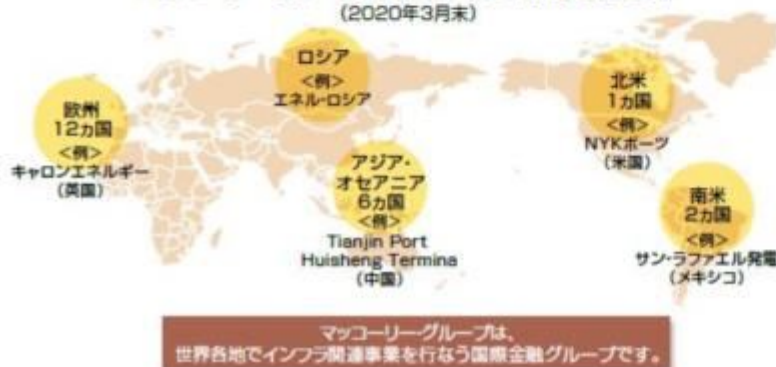 (2020年3月末)
ロシア
<例>
エネル・ロシア
北米
1カ国
<例>
NYKポーツ
(米国)
欧州
12カ国
<例>
キャロンエネルギー
(英国)
アジア・
オセアニア
6カ国
<例>
Tianjin Port
Huisheng Termina
(中国)
南米
2カ国
<例>
サン・ラファエル発電
(メキシコ)
マッコーリーグループは、
世界各地でインフラ関連事業を行なう国際金融グループです。